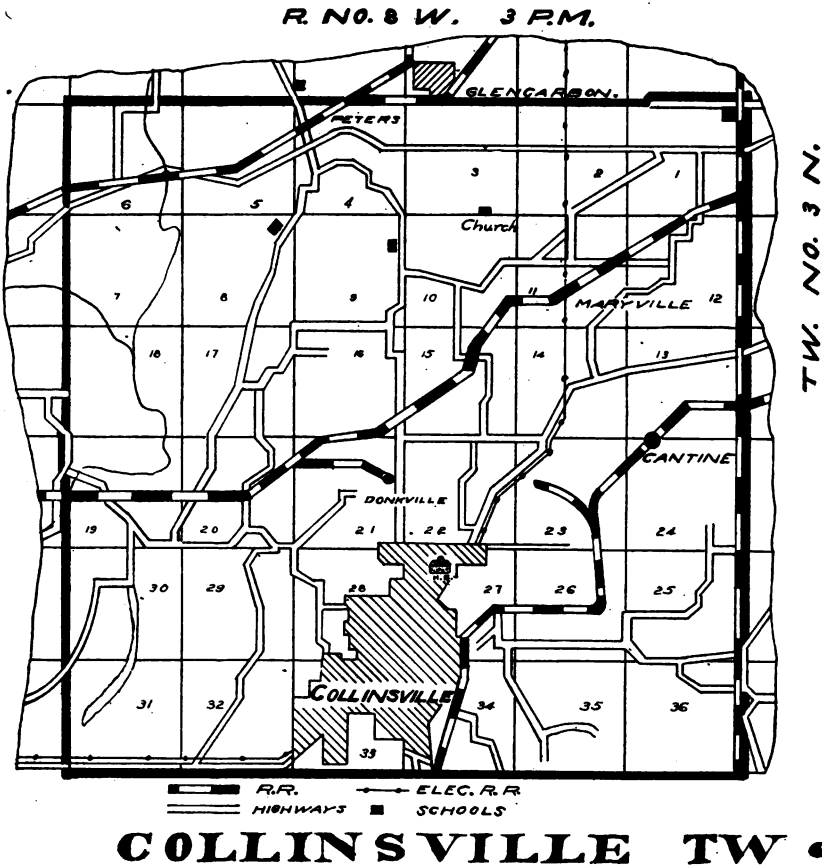 R. NO. 8 W. 3 P.M.
GLENCARBON.
PETERS
TW. NO. 3 N.
6 5 4 3 2 1
Church
7 8 9 10 11 12
MARYVILLE
18 17 16 15 14 13
CANTINE
DONKVILLE
19 20 21 22 23 24
30 29 28 27 26 25
H.S.
COLLINSVILLE
31 32 33 34 35 36
R.R. ELEC. R.R.
HIGHWAYS SCHOOLS
COLLINSVILLE TW.